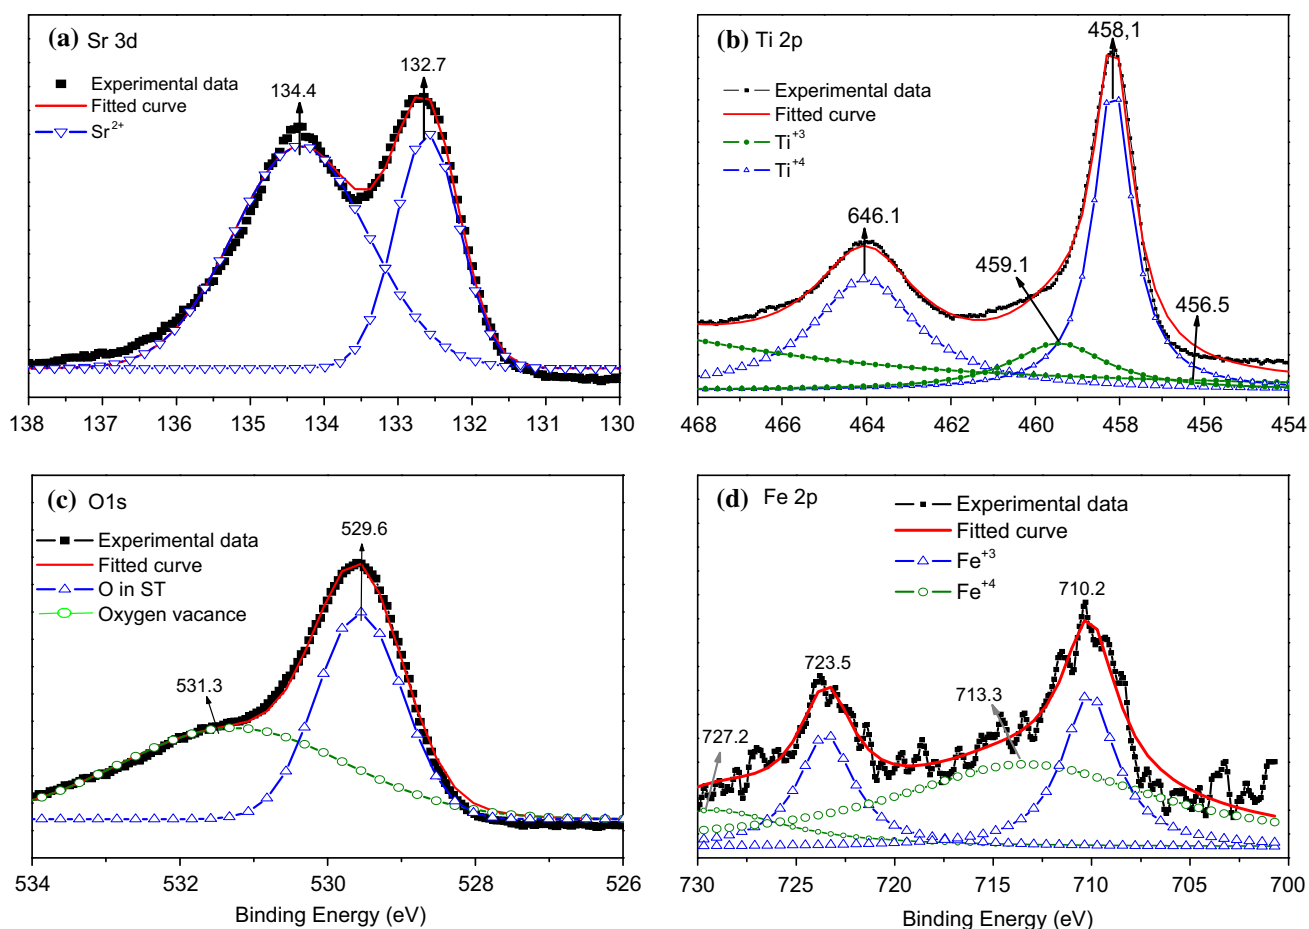 (a) Sr 3d
Experimental data
Fitted curve
Sr2+
134.4
132.7
138 137 136 135 134 133 132 131 130
(b) Ti 2p
Experimental data
Fitted curve
Ti+3
Ti+4
458,1
646.1
459.1
456.5
468 466 464 462 460 458 456 454
(c) O1s
Experimental data
Fitted curve
O in ST
Oxygen vacance
529.6
531.3
534 532 530 528 526
Binding Energy (eV)
(d) Fe 2p
Experimental data
Fitted curve
Fe+3
Fe+4
710.2
723.5
713.3
727.2
730 725 720 715 710 705 700
Binding Energy (eV)